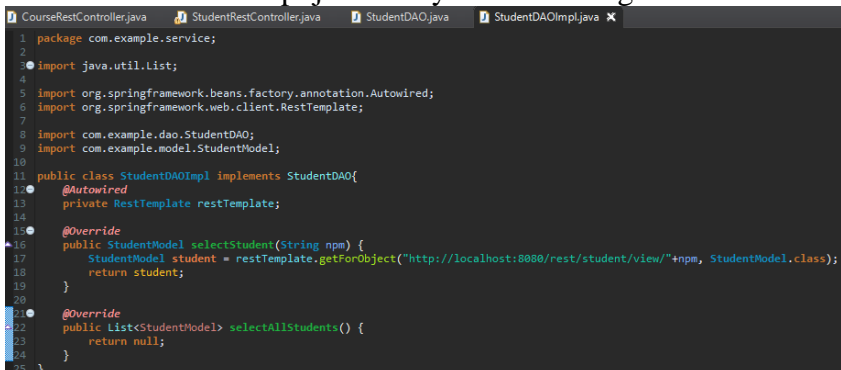 CourseRestController.java StudentRestController.java StudentDAO.java StudentDAOImpl.java
1 package com.example.service;
2
3 import java.util.List;
4
5 import org.springframework.beans.factory.annotation.Autowired;
6 import org.springframework.web.client.RestTemplate;
7
8 import com.example.dao.StudentDAO;
9 import com.example.model.StudentModel;
10
11 public class StudentDAOImpl implements StudentDAO{
12 @Autowired
13 private RestTemplate restTemplate;
14
15 @Override
16 public StudentModel selectStudent(String npm) {
17 StudentModel student = restTemplate.getForObject("http://localhost:8080/rest/student/view/"+npm, StudentModel.class);
18 return student;
19 }
20
21 @Override
22 public List<StudentModel> selectAllStudents() {
23 return null;
24 }
25 }